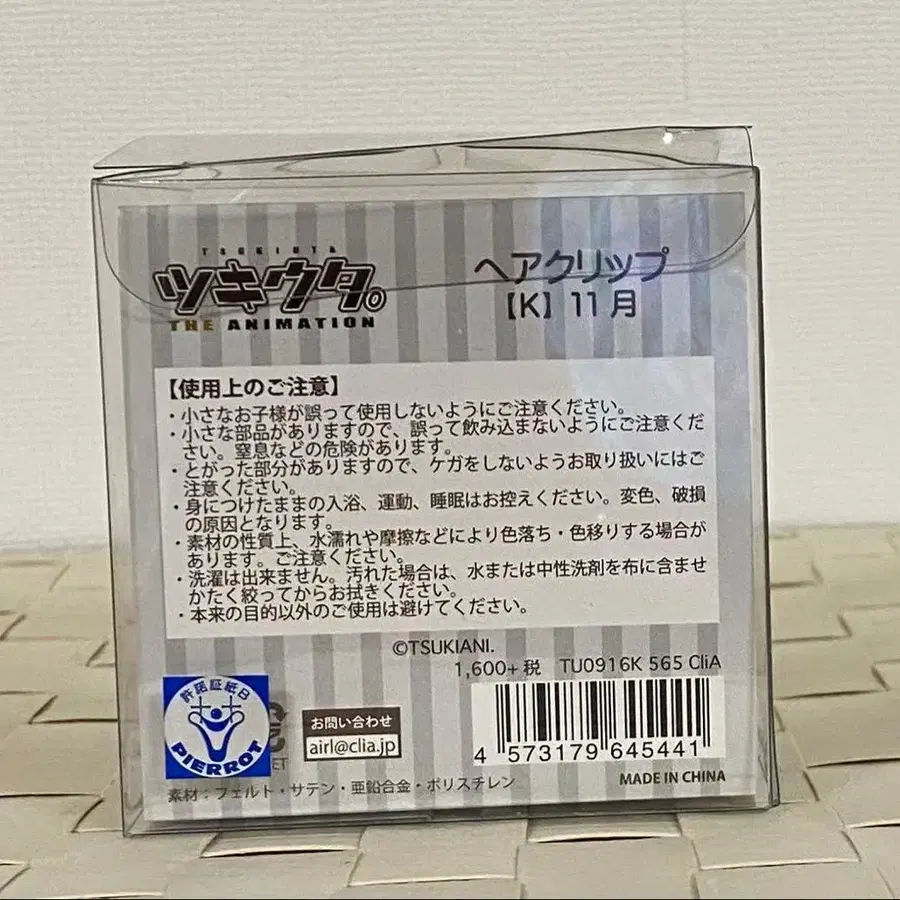 TSUKIUTA
ツキウタ。
THE ANIMATION
ヘアクリップ
【K】11月
【使用上のご注意】
・小さなお子様が誤って使用しないようにご注意ください。
・小さな部品がありますので、誤って飲み込まないようにご注意くだ
さい。窒息などの危険があります。
・とがった部分がありますので、ケガをしないようお取り扱いにはご
注意ください。
・身につけたままの入浴、運動、睡眠はお控えください。変色、破損
の原因となります。
・素材の性質上、水濡れや摩擦などにより色落ち・色移りする場合が
あります。ご注意ください。
・洗濯は出来ません。汚れた場合は、水または中性洗剤を布に含ませ
かたく絞ってからお拭きください。
・本来の目的以外のご使用は避けてください。
©TSUKIANI.
1,600+税 TU0916K 565 CliA
許諾証紙日
PIERROT
お問い合わせ
airl@clia.jp
4 573179 645441
MADE IN CHINA
素材：フェルト・サテン・亜鉛合金・ポリスチレン